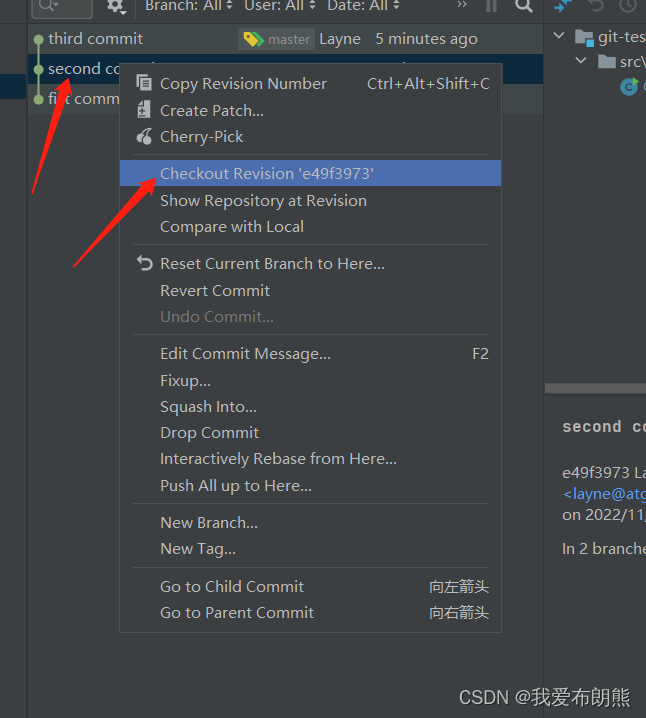 Branch: All User: All Date: All
third commit master Layne 5 minutes ago
second
Copy Revision Number Ctrl+Alt+Shift+C
Create Patch...
Cherry-Pick
Checkout Revision 'e49f3973'
Show Repository at Revision
Compare with Local
Reset Current Branch to Here...
Revert Commit
Undo Commit...
Edit Commit Message... F2
Fixup...
Squash Into...
Drop Commit
Interactively Rebase from Here...
Push All up to Here...
New Branch...
New Tag...
Go to Child Commit 向左箭头
Go to Parent Commit 向右箭头
git-tes
src\
second co
e49f3973 La
<layne@atg
on 2022/11/
In 2 branche
CSDN @我爱布朗熊